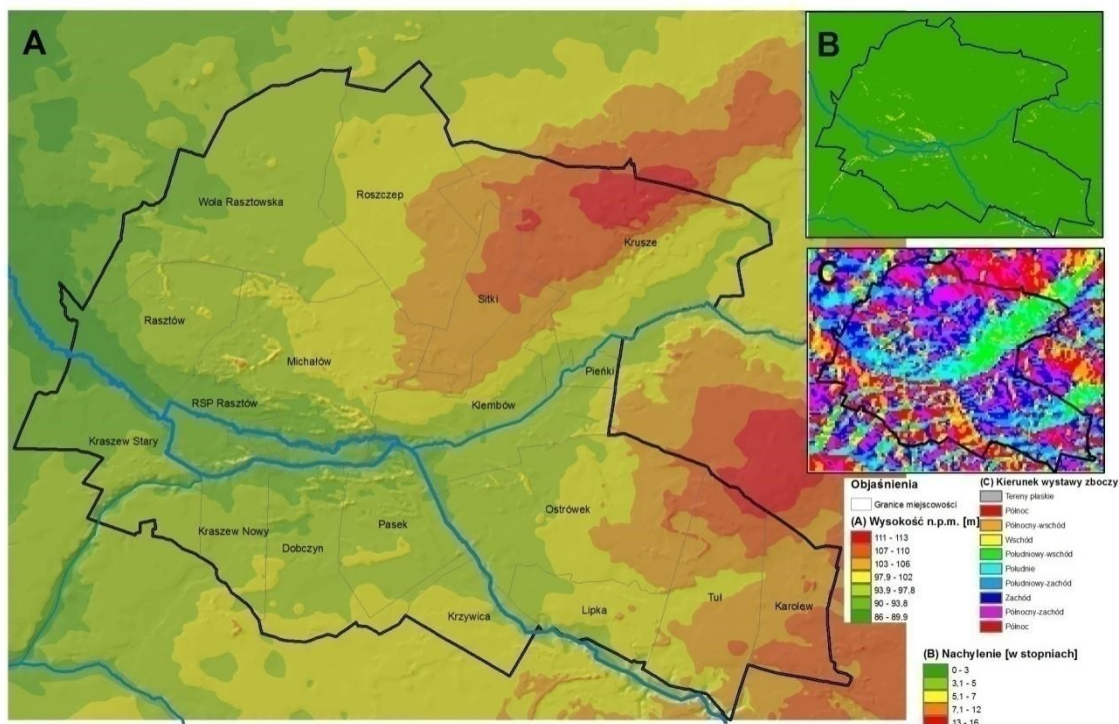 A
B
Roszczep
Wola Rasztowska
Krusze
C
Sitki
Rasztów
Michałów
Pieńki
RSP Rasztów
Klembów
Kraszew Stary
Ostrówek
Kraszew Nowy
Pasek
Dobczyn
Krzywica
Lipka
Tuł
Karolew
Objaśnienia
Granice miejscowości
(A) Wysokość n.p.m. [m]
111 - 113
107 - 110
103 - 106
97,9 - 102
93,9 - 97,8
90 - 93,8
86 - 89,9
(C) Kierunek wystawy zboczy
Tereny płaskie
Północ
Północny-wschód
Wschód
Południowy-wschód
Południe
Południowy-zachód
Zachód
Północny-zachód
Północ
(B) Nachylenie [w stopniach]
0 - 3
3,1 - 5
5,1 - 7
7,1 - 12
13 - 16